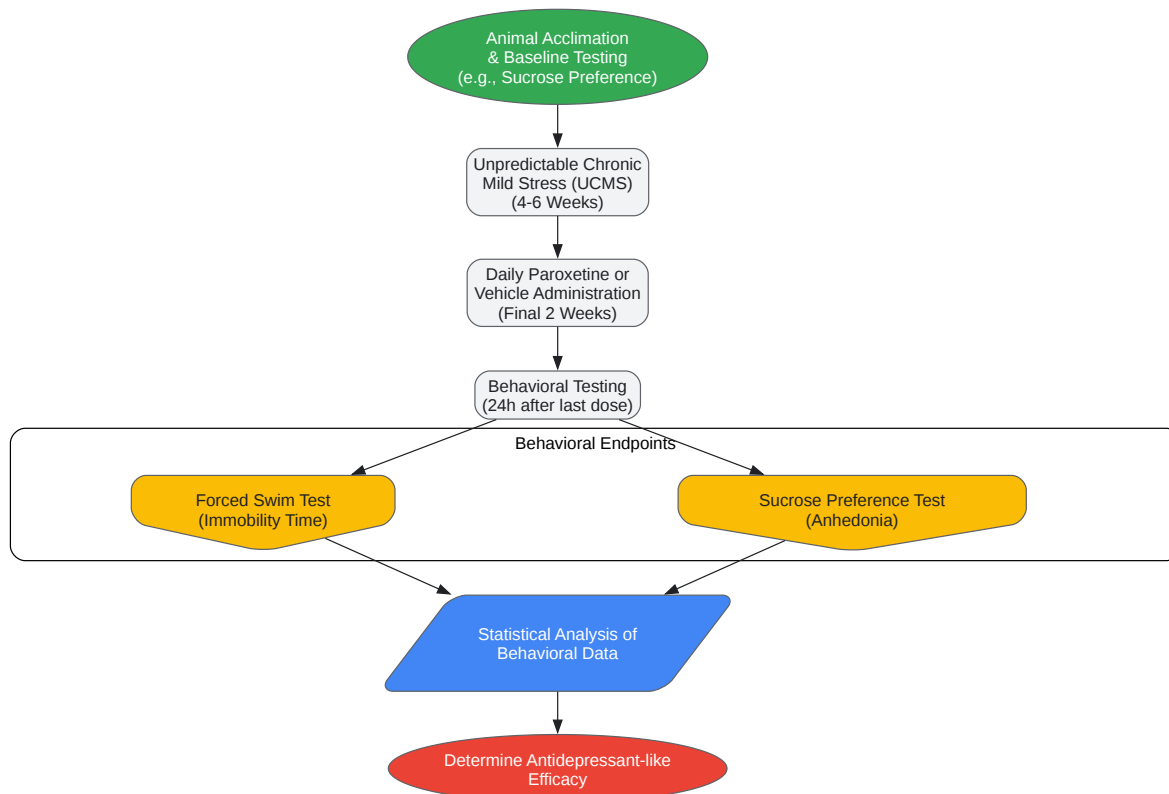 Animal Acclimation
& Baseline Testing
(e.g., Sucrose Preference)
Unpredictable Chronic
Mild Stress (UCMS)
(4-6 Weeks)
Daily Paroxetine or
Vehicle Administration
(Final 2 Weeks)
Behavioral Testing
(24h after last dose)
Behavioral Endpoints
Forced Swim Test
(Immobility Time)
Sucrose Preference Test
(Anhedonia)
Statistical Analysis of
Behavioral Data
Determine Antidepressant-like
Efficacy